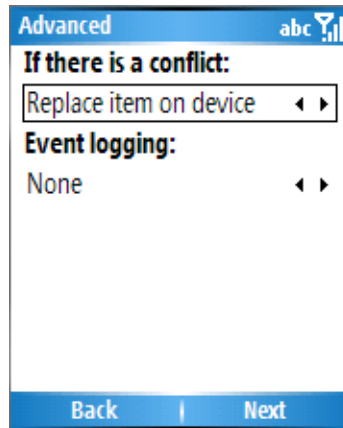 Advanced abc
If there is a conflict:
Replace item on device
Event logging:
None
Back Next